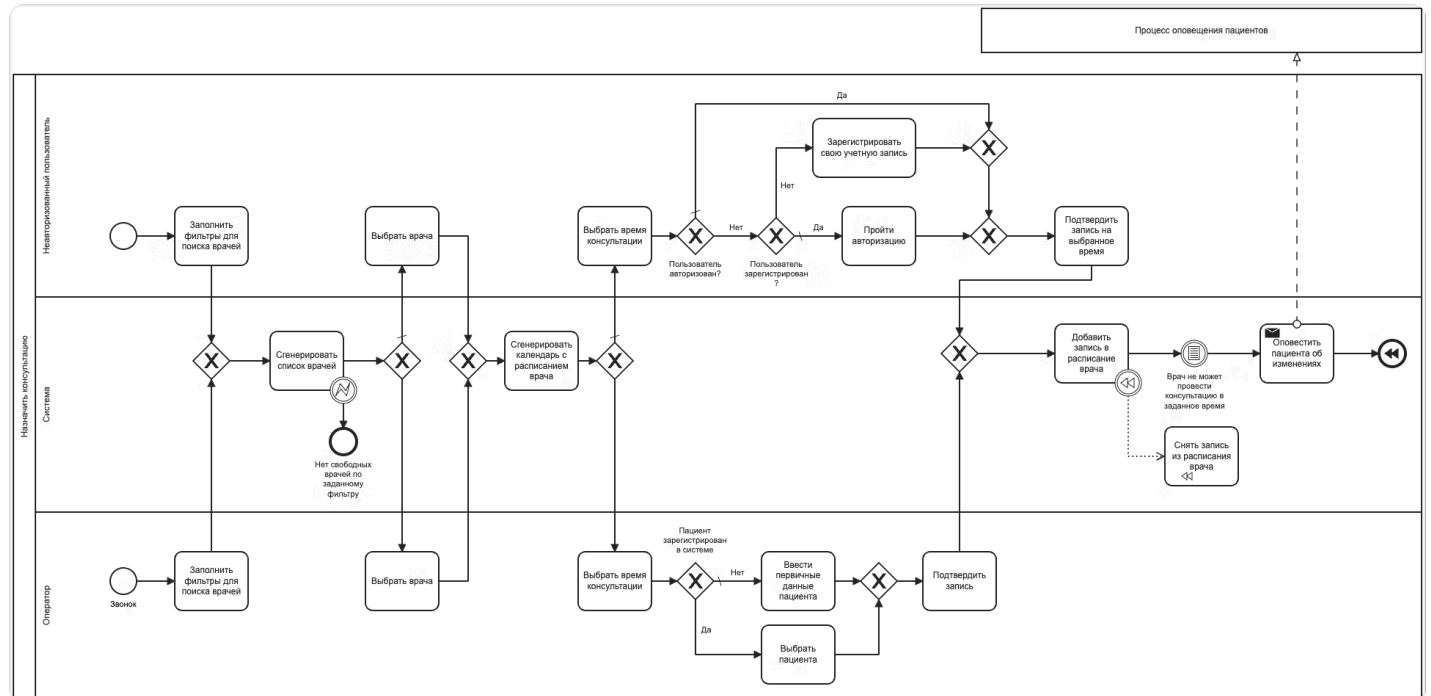 Процесс оповещения пациентов
Назначить консультацию
Неавторизованный пользователь
Заполнить
фильтры для
поиска врачей
Выбрать врача
Выбрать время
консультации
Пользователь
авторизован?
Да
Нет
Пользователь
зарегистрирован
?
Нет
Да
Зарегистрировать
свою учетную запись
Пройти
авторизацию
Подтвердить
запись на
выбранное
время
Система
Сгенерировать
список врачей
Нет свободных
врачей по
заданному
фильтру
Сгенерировать
календарь с
расписанием
врача
Добавить
запись в
расписание
врача
Врач не может
провести
консультацию в
заданное время
Оповестить
пациента об
изменениях
Снять запись
из расписания
врача
Оператор
Звонок
Заполнить
фильтры для
поиска врачей
Выбрать врача
Выбрать время
консультации
Пациент
зарегистрирован
в системе
Нет
Да
Ввести
первичные
данные
пациента
Выбрать
пациента
Подтвердить
запись